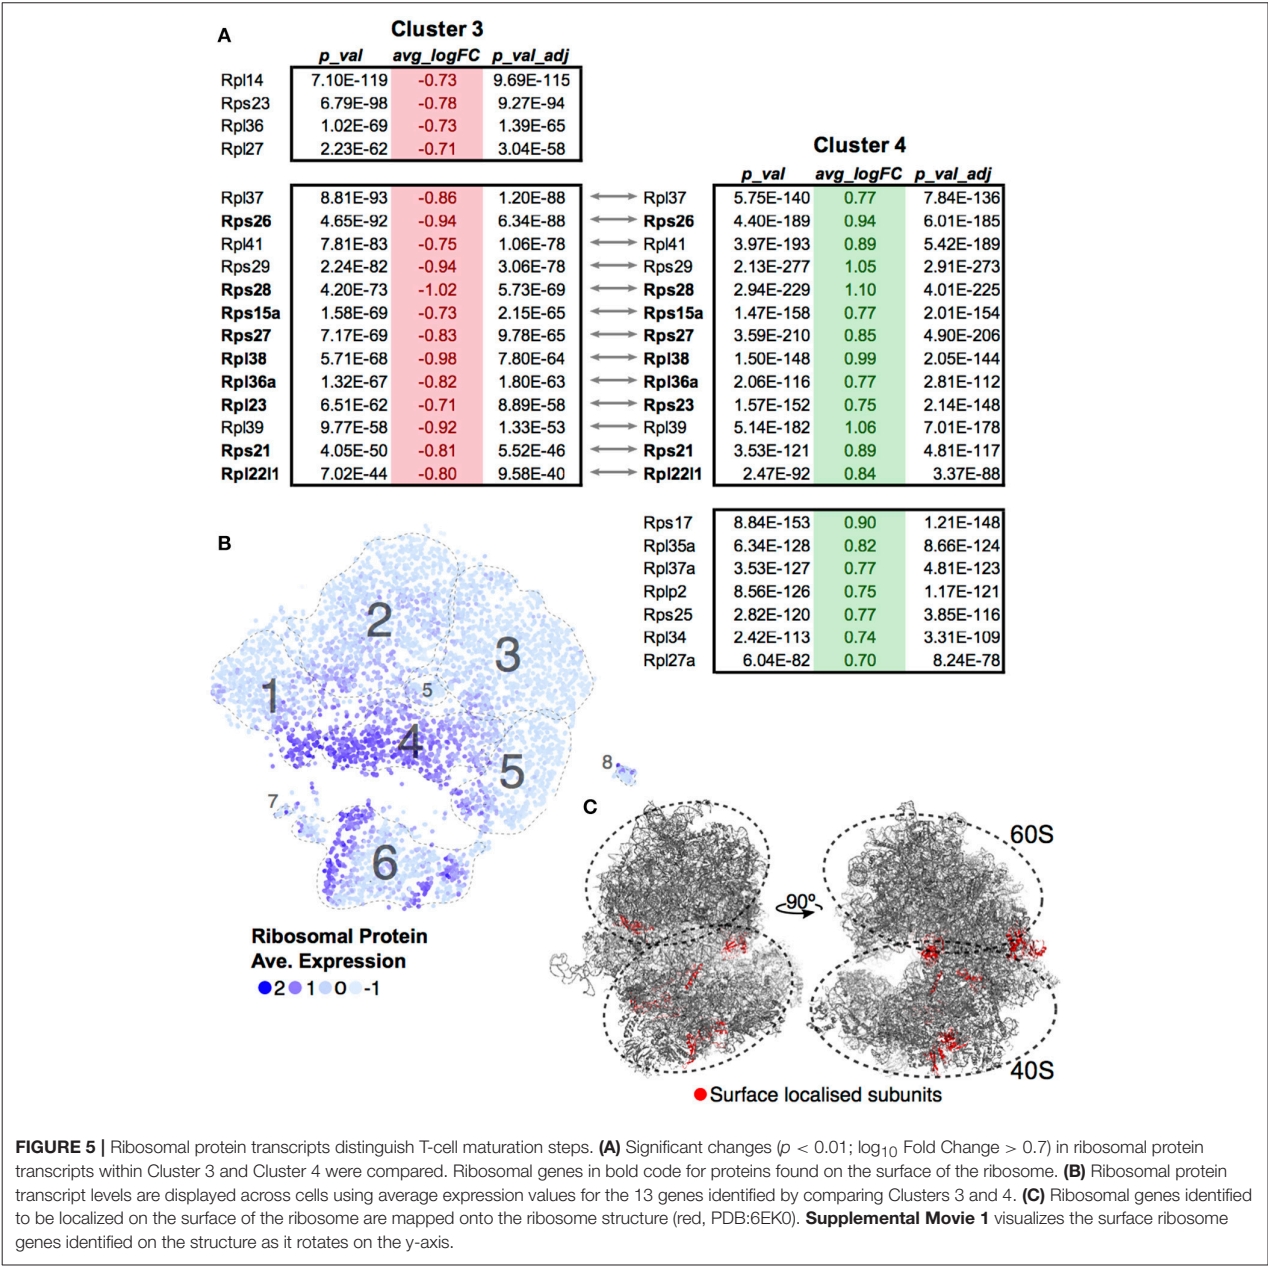 A
Cluster 3
p_val avg_logFC p_val_adj
Rpl14 7.10E-119 -0.73 9.69E-115
Rps23 6.79E-98 -0.78 9.27E-94
Rpl36 1.02E-69 -0.73 1.39E-65
Rpl27 2.23E-62 -0.71 3.04E-58
Cluster 4
p_val avg_logFC p_val_adj
Rpl37 8.81E-93 -0.86 1.20E-88 Rpl37 5.75E-140 0.77 7.84E-136
Rps26 4.65E-92 -0.94 6.34E-88 Rps26 4.40E-189 0.94 6.01E-185
Rpl41 7.81E-83 -0.75 1.06E-78 Rpl41 3.97E-193 0.89 5.42E-189
Rps29 2.24E-82 -0.94 3.06E-78 Rps29 2.13E-277 1.05 2.91E-273
Rps28 4.20E-73 -1.02 5.73E-69 Rps28 2.94E-229 1.10 4.01E-225
Rps15a 1.58E-69 -0.73 2.15E-65 Rps15a 1.47E-158 0.77 2.01E-154
Rps27 7.17E-69 -0.83 9.78E-65 Rps27 3.59E-210 0.85 4.90E-206
Rpl38 5.71E-68 -0.98 7.80E-64 Rpl38 1.50E-148 0.99 2.05E-144
Rpl36a 1.32E-67 -0.82 1.80E-63 Rpl36a 2.06E-116 0.77 2.81E-112
Rpl23 6.51E-62 -0.71 8.89E-58 Rps23 1.57E-152 0.75 2.14E-148
Rpl39 9.77E-58 -0.92 1.33E-53 Rpl39 5.14E-182 1.06 7.01E-178
Rps21 4.05E-50 -0.81 5.52E-46 Rps21 3.53E-121 0.89 4.81E-117
Rpl22l1 7.02E-44 -0.80 9.58E-40 Rpl22l1 2.47E-92 0.84 3.37E-88
Rps17 8.84E-153 0.90 1.21E-148
Rpl35a 6.34E-128 0.82 8.66E-124
Rpl37a 3.53E-127 0.77 4.81E-123
Rplp2 8.56E-126 0.75 1.17E-121
Rps25 2.82E-120 0.77 3.85E-116
Rpl34 2.42E-113 0.74 3.31E-109
Rpl27a 6.04E-82 0.70 8.24E-78
B
2
3
1
5
4
5
8
7
6
Ribosomal Protein
Ave. Expression
2 1 0 -1
C
60S
90º
40S
Surface localised subunits
FIGURE 5 | Ribosomal protein transcripts distinguish T-cell maturation steps. (A) Significant changes (p < 0.01; log10 Fold Change > 0.7) in ribosomal protein
transcripts within Cluster 3 and Cluster 4 were compared. Ribosomal genes in bold code for proteins found on the surface of the ribosome. (B) Ribosomal protein
transcript levels are displayed across cells using average expression values for the 13 genes identified by comparing Clusters 3 and 4. (C) Ribosomal genes identified
to be localized on the surface of the ribosome are mapped onto the ribosome structure (red, PDB:6EK0). Supplemental Movie 1 visualizes the surface ribosome
genes identified on the structure as it rotates on the y-axis.